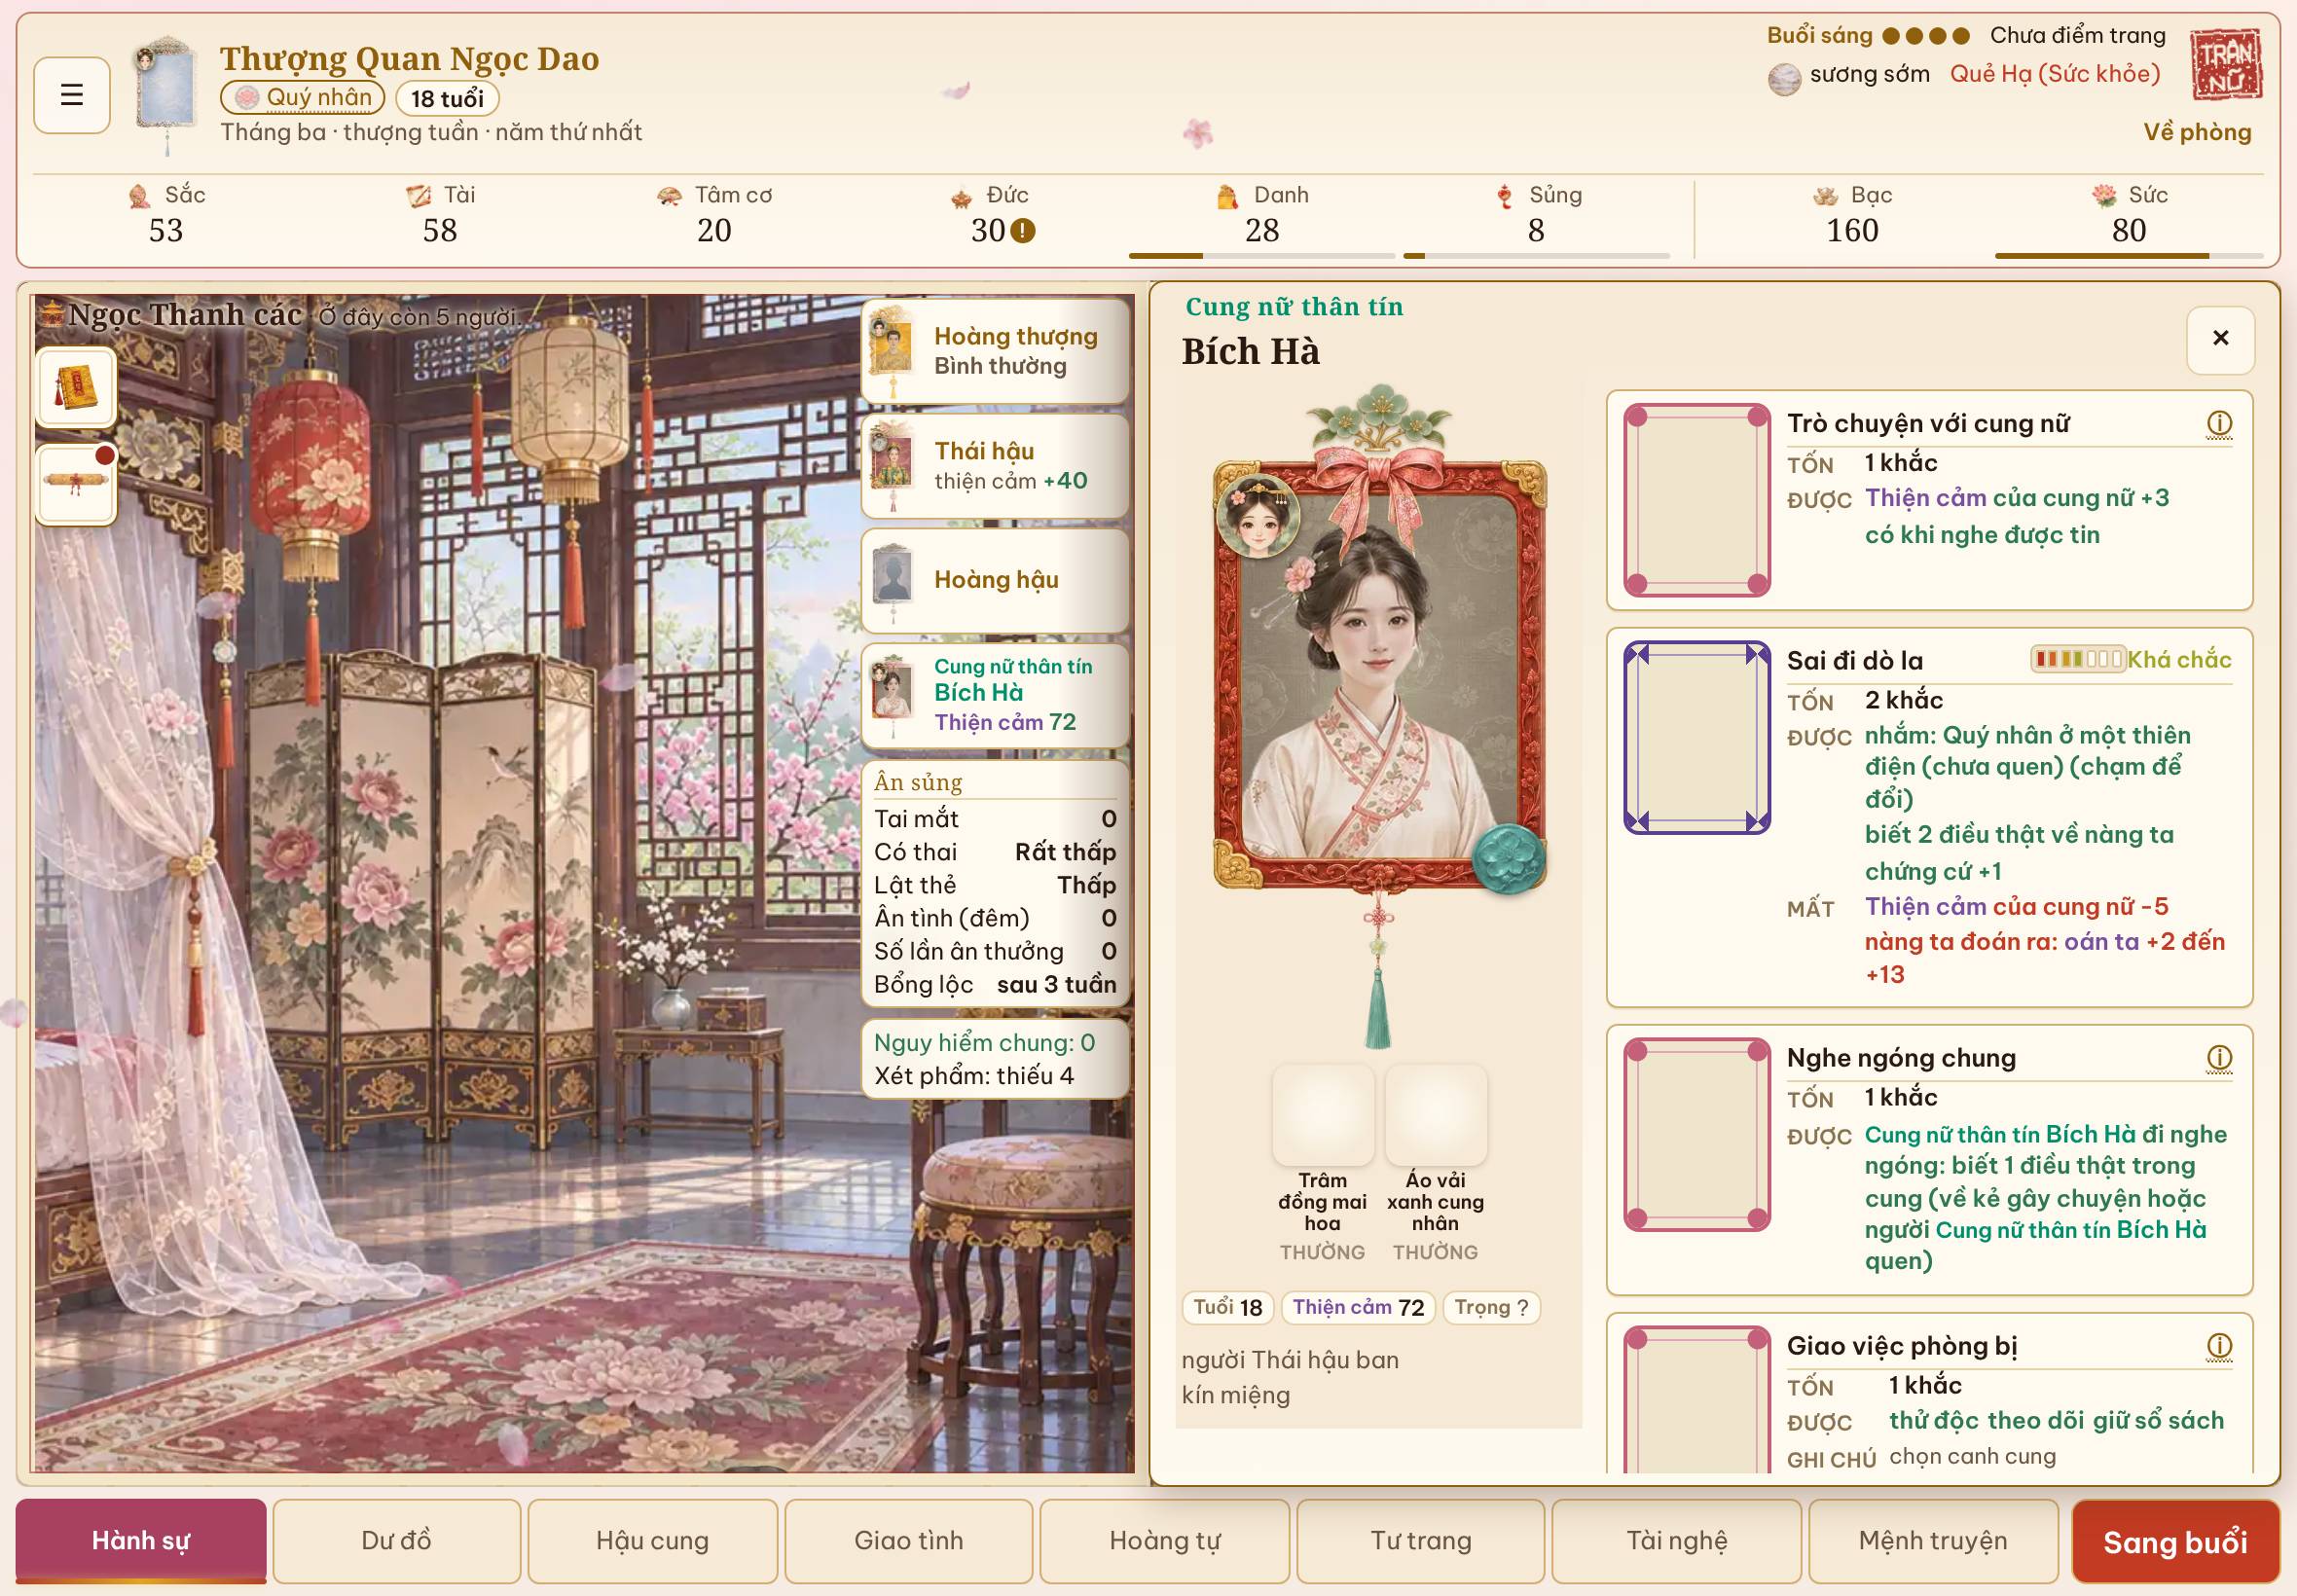 ☰
Thượng Quan Ngọc Dao
Quý nhân
18 tuổi
Tháng ba · thượng tuần · năm thứ nhất
Buổi sáng
Chưa điểm trang
sương sớm
Quẻ Hạ (Sức khỏe)
TRÂN NỮ
Về phòng
Sắc
53
Tài
58
Tâm cơ
20
Đức
30 !
Danh
28
Sủng
8
Bạc
160
Sức
80
Ngọc Thanh các
Ở đây còn 5 người.
Hoàng thượng
Bình thường
Thái hậu
thiện cảm +40
Hoàng hậu
Cung nữ thân tín
Bích Hà
Thiện cảm 72
Ân sủng
Tai mắt 0
Có thai Rất thấp
Lật thẻ Thấp
Ân tình (đêm) 0
Số lần ân thưởng 0
Bổng lộc sau 3 tuần
Nguy hiểm chung: 0
Xét phẩm: thiếu 4
Cung nữ thân tín
Bích Hà
×
Trâm
đồng mai
hoa
THƯỜNG
Áo vải
xanh cung
nhân
THƯỜNG
Tuổi 18
Thiện cảm 72
Trọng ?
người Thái hậu ban
kín miệng
Trò chuyện với cung nữ
TỐN 1 khắc
ĐƯỢC Thiện cảm của cung nữ +3
có khi nghe được tin
Sai đi dò la
Khá chắc
TỐN 2 khắc
ĐƯỢC nhắm: Quý nhân ở một thiên
điện (chưa quen) (chạm để
đổi)
biết 2 điều thật về nàng ta
chứng cứ +1
MẤT Thiện cảm của cung nữ -5
nàng ta đoán ra: oán ta +2 đến
+13
Nghe ngóng chung
TỐN 1 khắc
ĐƯỢC Cung nữ thân tín Bích Hà đi nghe
ngóng: biết 1 điều thật trong
cung (về kẻ gây chuyện hoặc
người Cung nữ thân tín Bích Hà
quen)
Giao việc phòng bị
TỐN 1 khắc
ĐƯỢC thử độc theo dõi giữ sổ sách
GHI CHÚ chọn canh cung
Hành sự
Dư đồ
Hậu cung
Giao tình
Hoàng tự
Tư trang
Tài nghệ
Mệnh truyện
Sang buổi